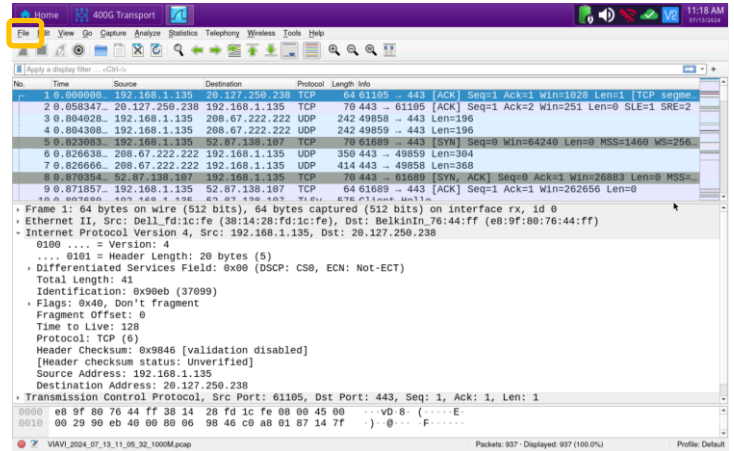 Home 400G Transport 11:18 AM
07/13/2024
File Edit View Go Capture Analyze Statistics Telephony Wireless Tools Help
Apply a display filter ... <Ctrl-/>
No. Time Source Destination Protocol Length Info
1 0.000000… 192.168.1.135 20.127.250.238 TCP 64 61105 → 443 [ACK] Seq=1 Ack=1 Win=1028 Len=1 [TCP segme…
2 0.058347… 20.127.250.238 192.168.1.135 TCP 70 443 → 61105 [ACK] Seq=1 Ack=2 Win=251 Len=0 SLE=1 SRE=2
3 0.804028… 192.168.1.135 208.67.222.222 UDP 242 49858 → 443 Len=196
4 0.804308… 192.168.1.135 208.67.222.222 UDP 242 49859 → 443 Len=196
5 0.823083… 192.168.1.135 52.87.138.107 TCP 70 61689 → 443 [SYN] Seq=0 Win=64240 Len=0 MSS=1460 WS=256…
6 0.826638… 208.67.222.222 192.168.1.135 UDP 350 443 → 49859 Len=304
7 0.826666… 208.67.222.222 192.168.1.135 UDP 414 443 → 49858 Len=368
8 0.870354… 52.87.138.107 192.168.1.135 TCP 70 443 → 61689 [SYN, ACK] Seq=0 Ack=1 Win=26883 Len=0 MSS=…
9 0.871857… 192.168.1.135 52.87.138.107 TCP 64 61689 → 443 [ACK] Seq=1 Ack=1 Win=262656 Len=0
Frame 1: 64 bytes on wire (512 bits), 64 bytes captured (512 bits) on interface rx, id 0
Ethernet II, Src: Dell_fd:1c:fe (38:14:28:fd:1c:fe), Dst: BelkinIn_76:44:ff (e8:9f:80:76:44:ff)
Internet Protocol Version 4, Src: 192.168.1.135, Dst: 20.127.250.238
0100 .... = Version: 4
.... 0101 = Header Length: 20 bytes (5)
Differentiated Services Field: 0x00 (DSCP: CS0, ECN: Not-ECT)
Total Length: 41
Identification: 0x90eb (37099)
Flags: 0x40, Don't fragment
Fragment Offset: 0
Time to Live: 128
Protocol: TCP (6)
Header Checksum: 0x9846 [validation disabled]
[Header checksum status: Unverified]
Source Address: 192.168.1.135
Destination Address: 20.127.250.238
Transmission Control Protocol, Src Port: 61105, Dst Port: 443, Seq: 1, Ack: 1, Len: 1
0000 e8 9f 80 76 44 ff 38 14 28 fd 1c fe 08 00 45 00 ···vD·8· (·····E·
0010 00 29 90 eb 40 00 80 06 98 46 c0 a8 01 87 14 7f ·)··@··· ·F······
VIAVI_2024_07_13_11_05_32_1000M.pcap Packets: 937 · Displayed: 937 (100.0%) Profile: Default